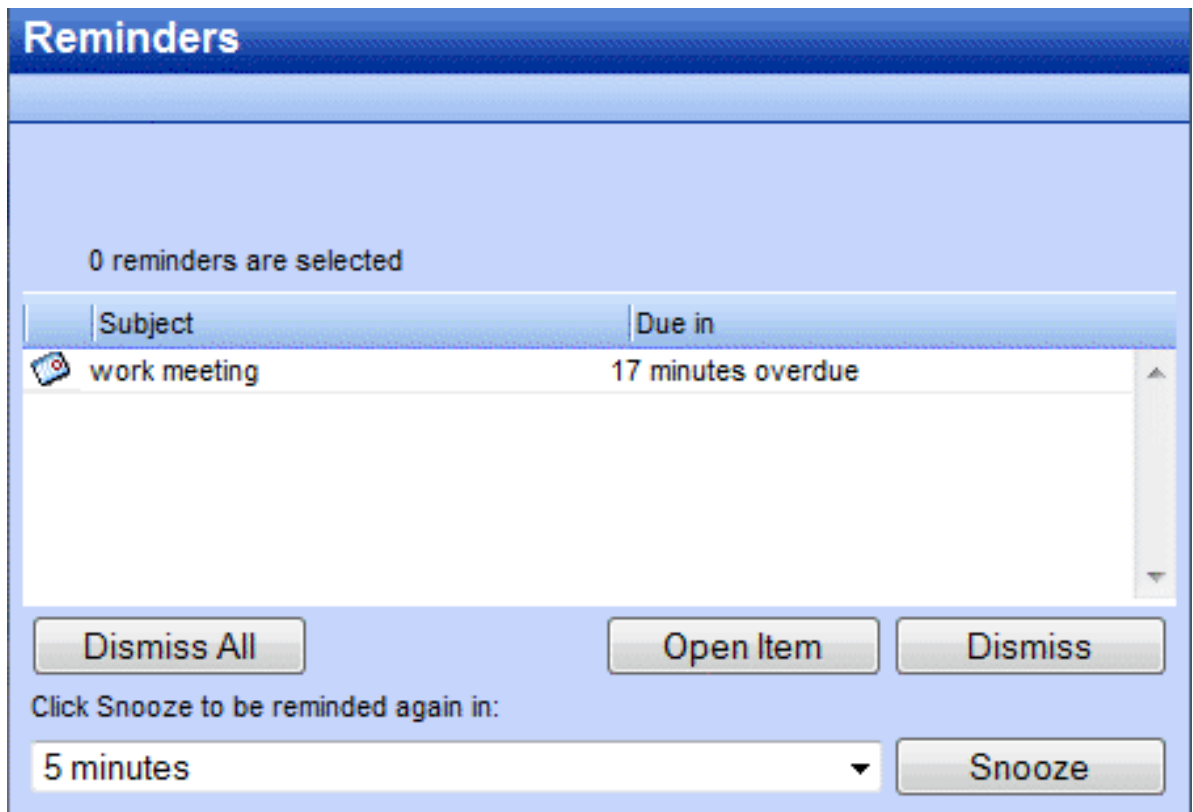 Reminders
0 reminders are selected
Subject Due in
work meeting 17 minutes overdue
Dismiss All Open Item Dismiss
Click Snooze to be reminded again in:
5 minutes Snooze